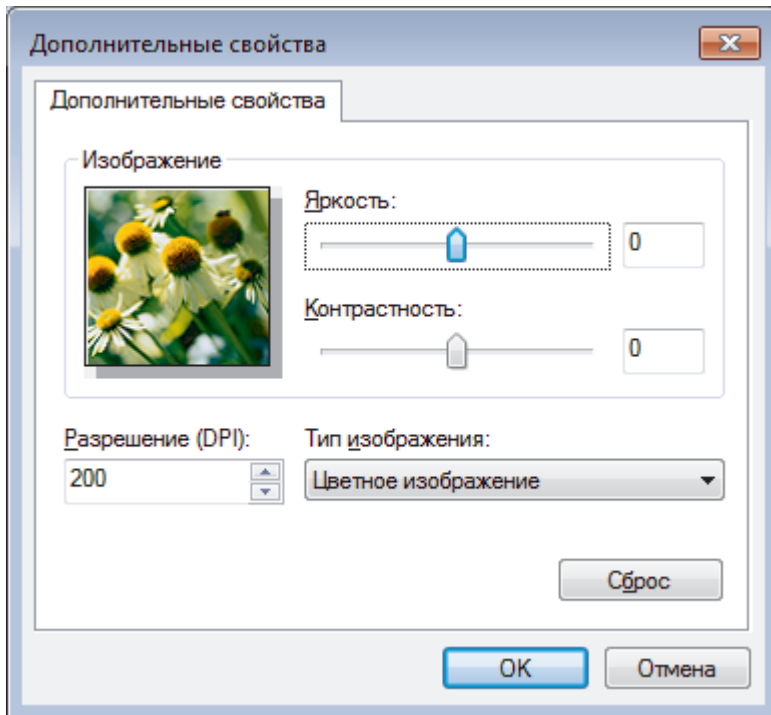 Дополнительные свойства
Дополнительные свойства
Изображение
Яркость:
0
Контрастность:
0
Разрешение (DPI):
Тип изображения:
200
Цветное изображение
Сброс
OK
Отмена